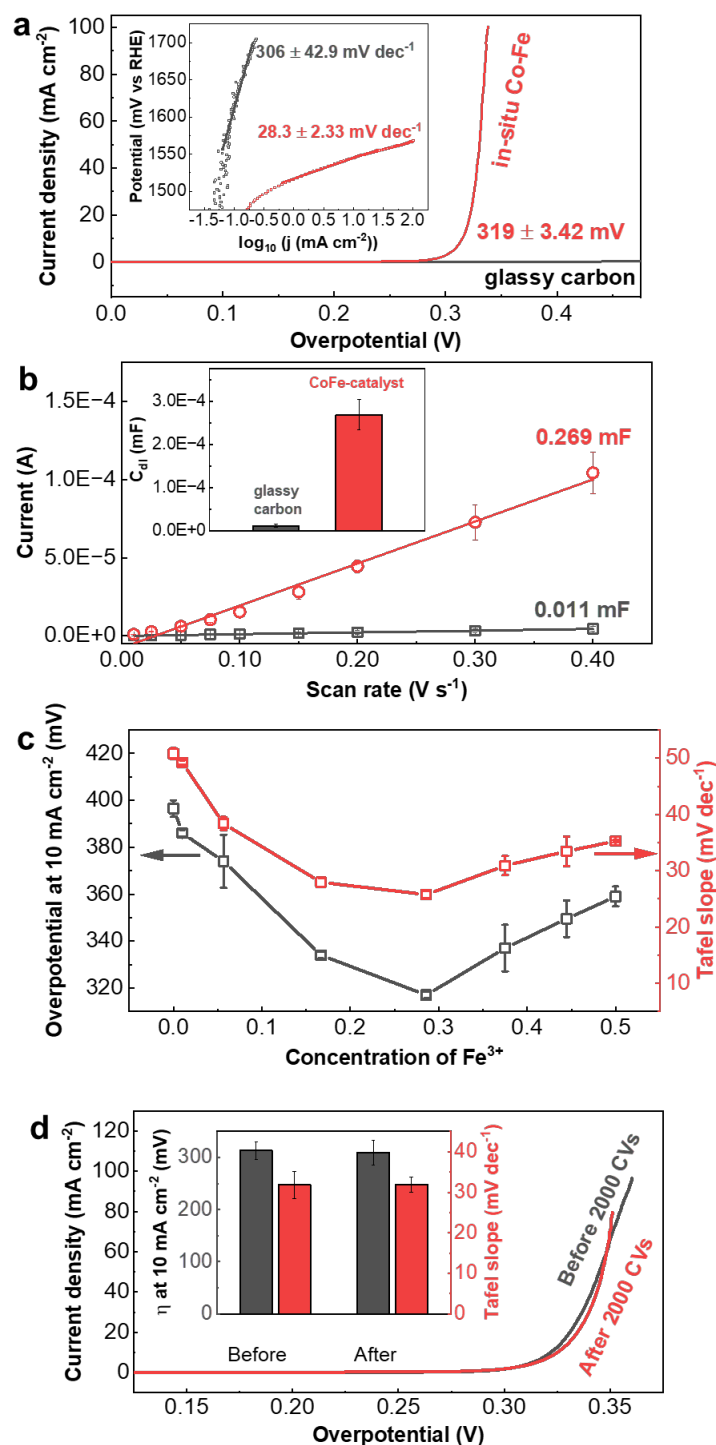 a
Current density (mA cm-2)
100
80
60
40
20
0
0.0
0.1
0.2
0.3
0.4
Overpotential (V)
in-situ Co-Fe
319 ± 3.42 mV
glassy carbon
Potential (mV vs RHE)
1700
1650
1600
1550
1500
-1.5
-1.0
-0.5
0.0
0.5
1.0
1.5
2.0
log10 (j (mA cm-2))
306 ± 42.9 mV dec-1
28.3 ± 2.33 mV dec-1
b
Current (A)
1.5E-4
1.0E-4
5.0E-5
0.0E+0
0.00
0.10
0.20
0.30
0.40
Scan rate (V s-1)
0.269 mF
0.011 mF
Cdl (mF)
3.0E-4
2.0E-4
1.0E-4
0.0E+0
CoFe-catalyst
glassy
carbon
c
Overpotential at 10 mA cm-2 (mV)
420
400
380
360
340
320
0.0
0.1
0.2
0.3
0.4
0.5
Concentration of Fe3+
50
40
30
20
10
Tafel slope (mV dec-1)
d
Current density (mA cm-2)
120
100
80
60
40
20
0
0.15
0.20
0.25
0.30
0.35
Overpotential (V)
Before 2000 CVs
After 2000 CVs
η at 10 mA cm-2 (mV)
300
200
100
0
Before
After
40
30
20
10
0
Tafel slope (mV dec-1)